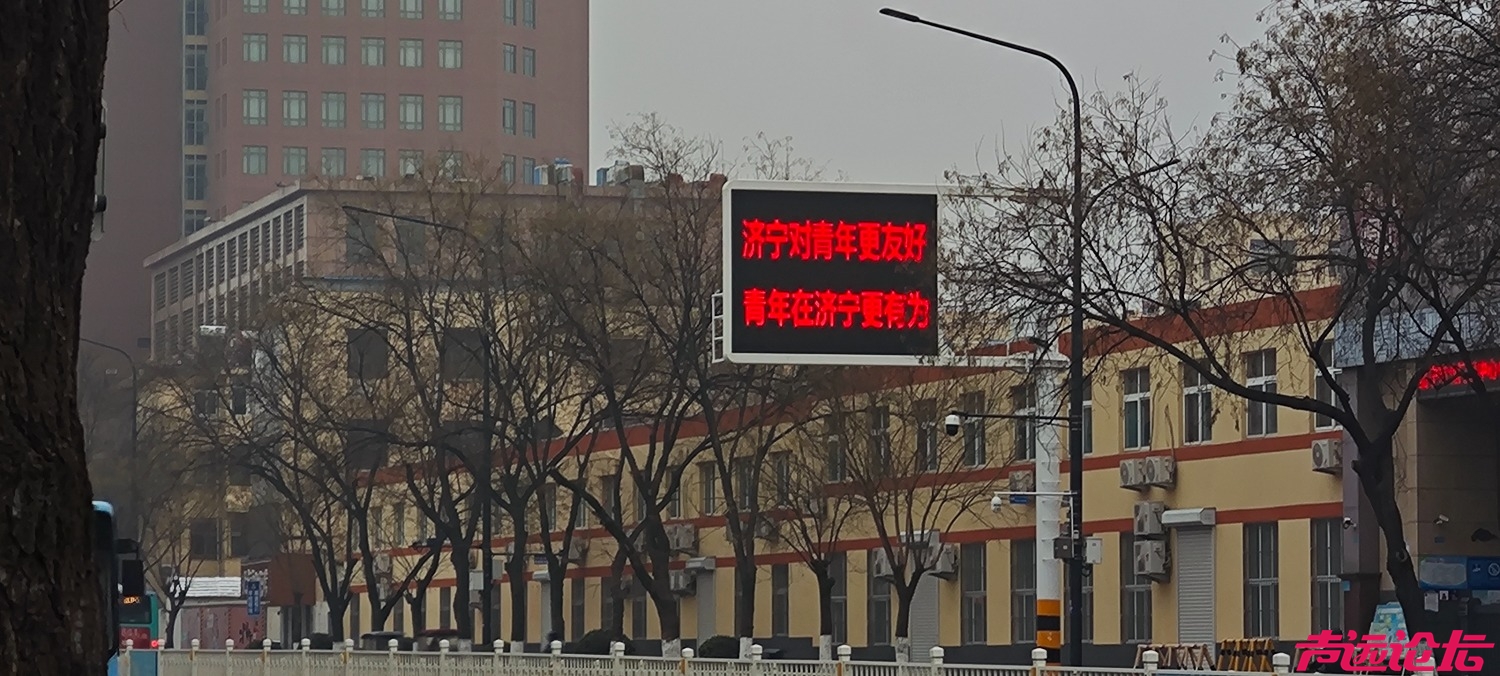 济宁对青年更友好
青年在济宁更有为
声远论坛